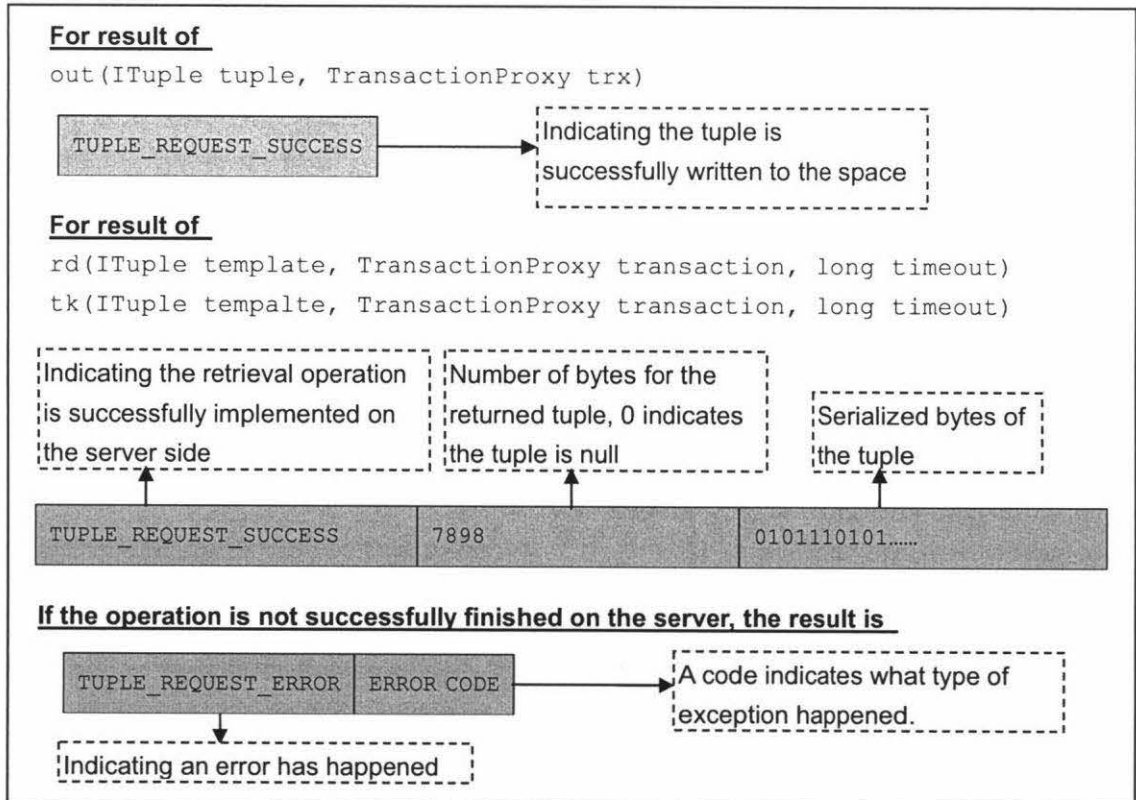 For result of
out(ITuple tuple, TransactionProxy trx)
TUPLE_REQUEST_SUCCESS
Indicating the tuple is
successfully written to the space
For result of
rd(ITuple template, TransactionProxy transaction, long timeout)
tk(ITuple tempalte, TransactionProxy transaction, long timeout)
Indicating the retrieval operation
is successfully implemented on
the server side
Number of bytes for the
returned tuple, 0 indicates
the tuple is null
Serialized bytes of
the tuple
TUPLE_REQUEST_SUCCESS
7898
0101110101......
If the operation is not successfully finished on the server, the result is
TUPLE_REQUEST_ERROR
ERROR CODE
A code indicates what type of
exception happened.
Indicating an error has happened